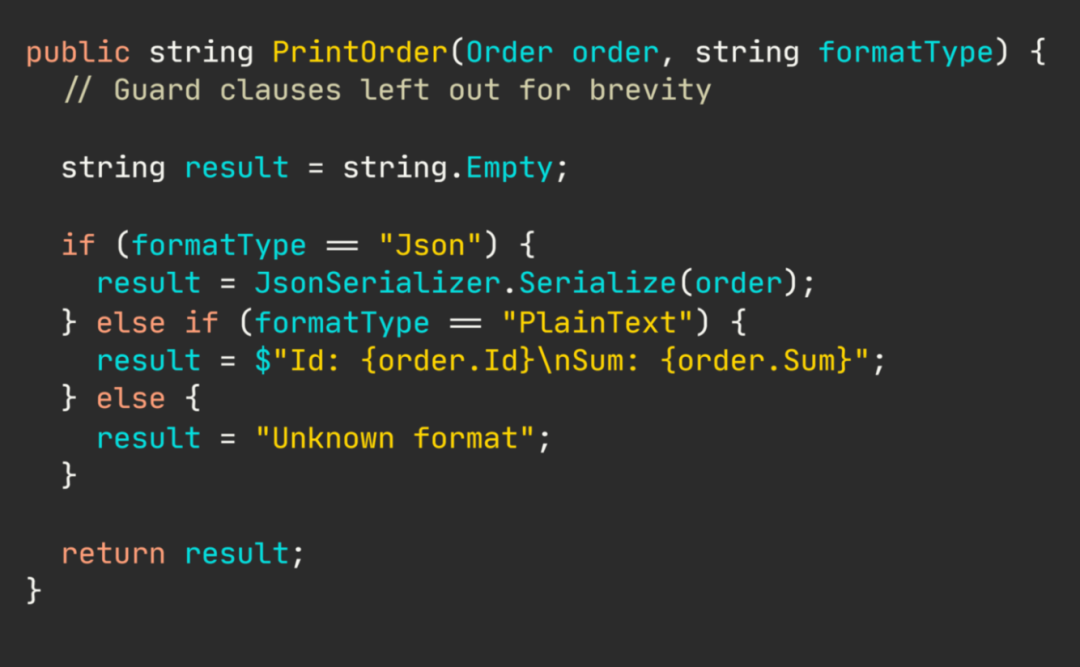 public string PrintOrder(Order order, string formatType) {
// Guard clauses left out for brevity
string result = string.Empty;
if (formatType == "Json") {
result = JsonSerializer.Serialize(order);
} else if (formatType == "PlainText") {
result = $"Id: {order.Id}\nSum: {order.Sum}";
} else {
result = "Unknown format";
}
return result;
}